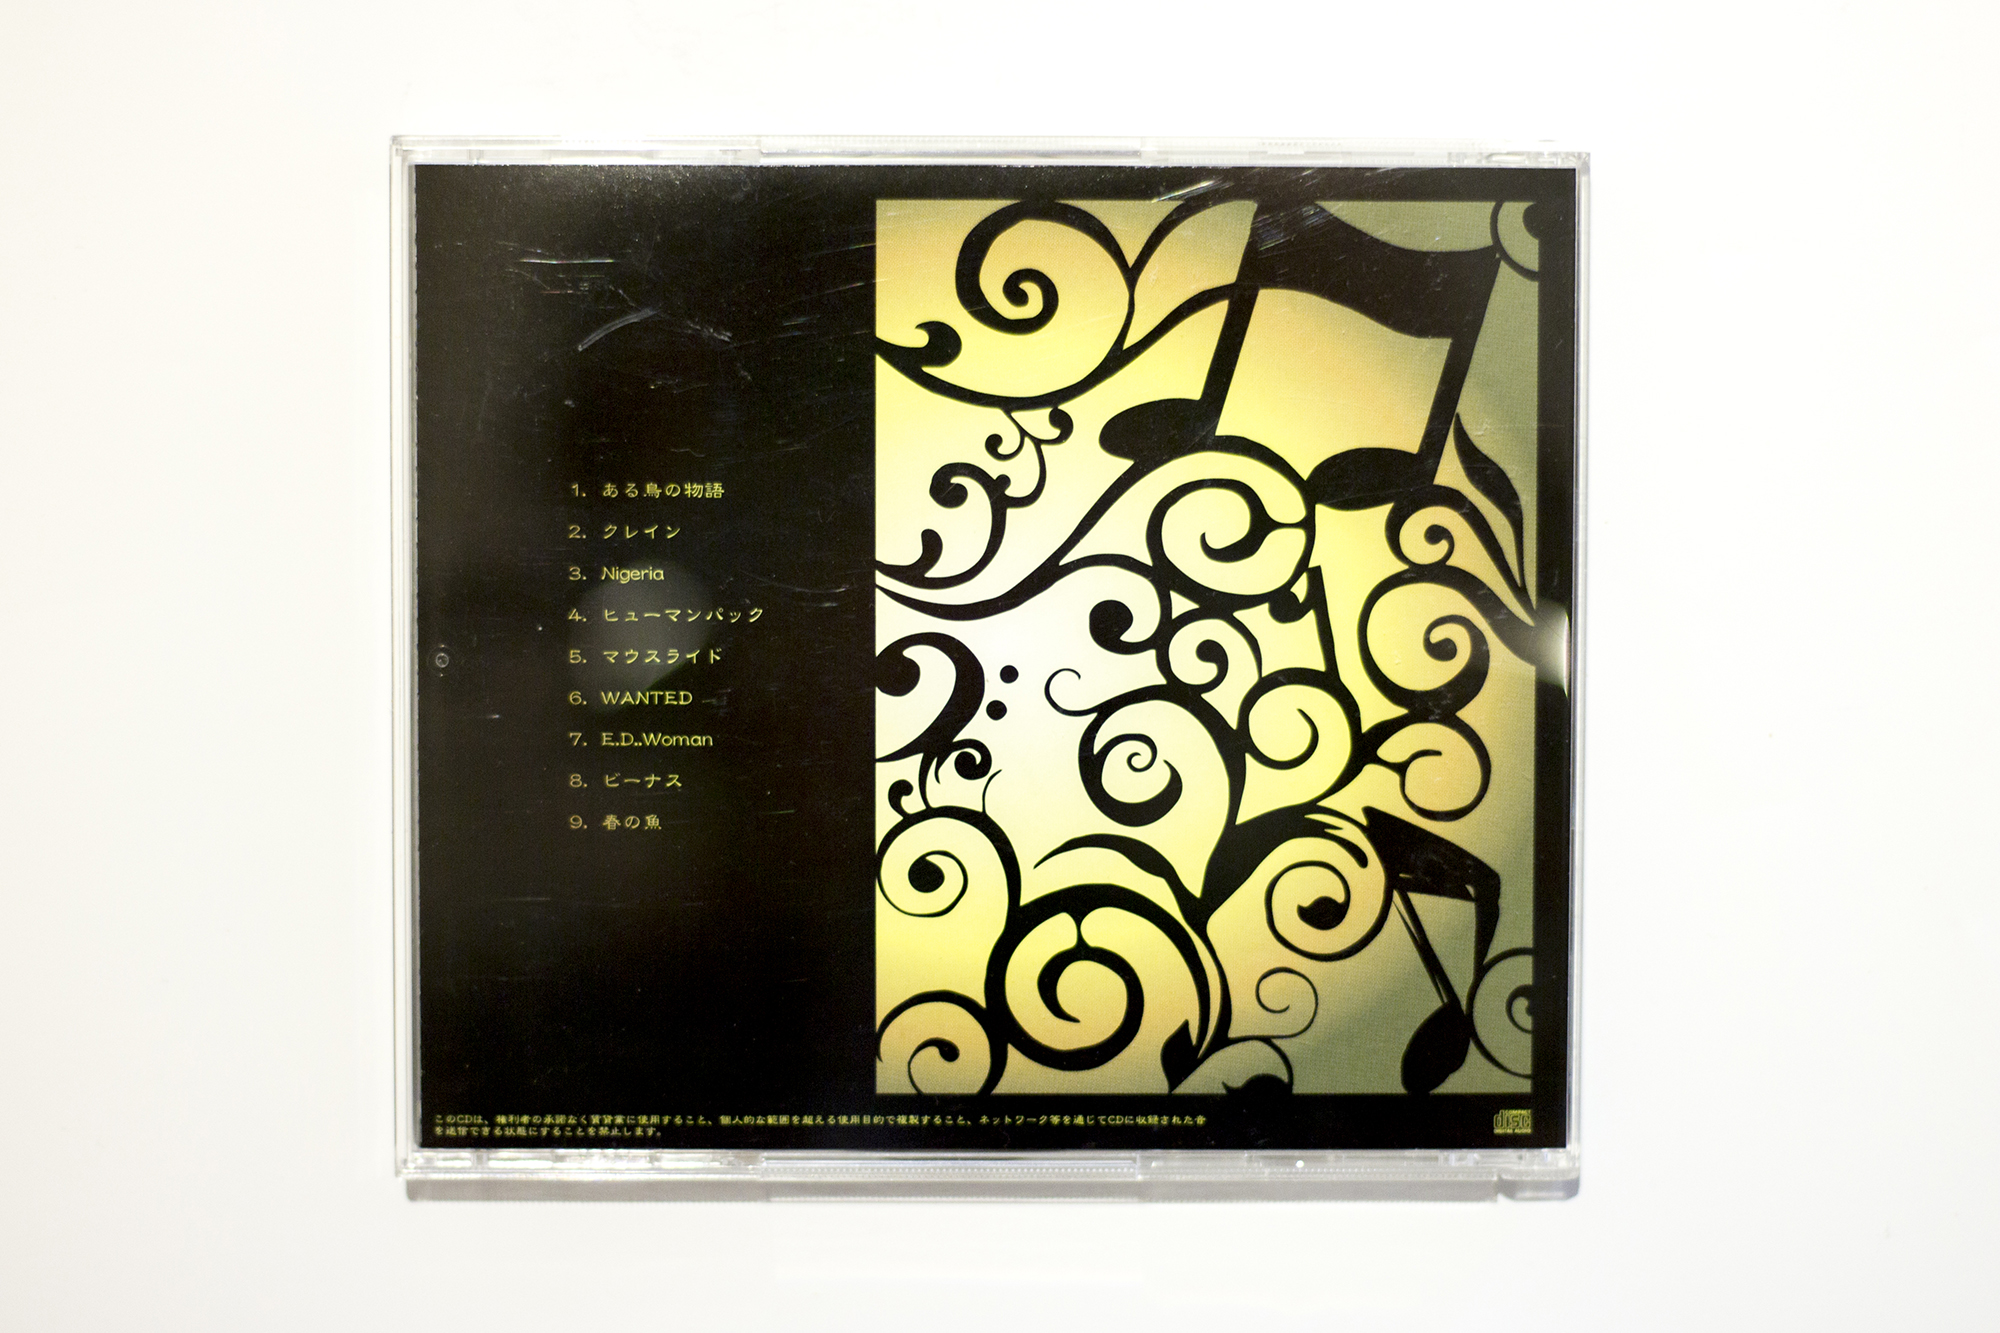 1. ある鳥の物語
2. クレイン
3. Nigeria
4. ヒューマンパック
5. マウスライド
6. WANTED
7. E.D..Woman
8. ビーナス
9. 春の魚
このCDは、権利者の承諾なく賃貸業に使用すること、個人的な範囲を超える使用目的で複製すること、ネットワーク等を通じてCDに収録された音
を送信できる状態にすることを禁止します。
COMPACT
disc
DIGITAL AUDIO